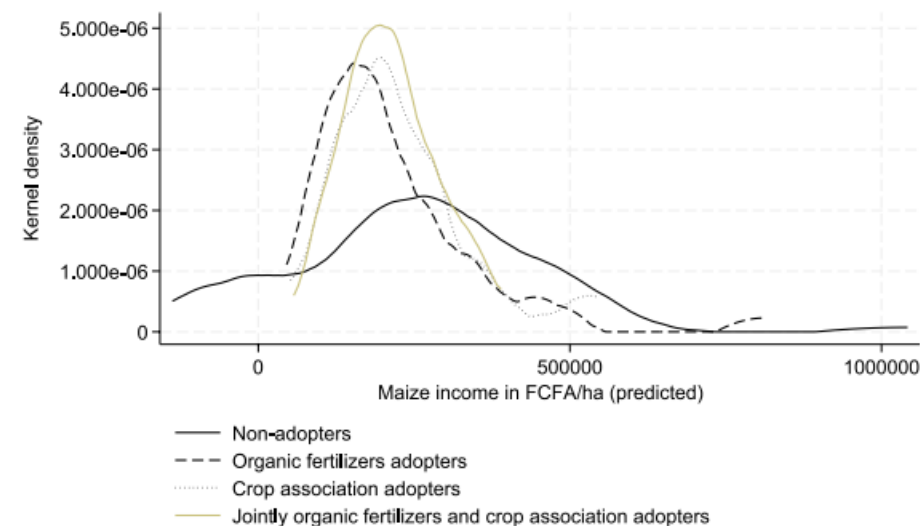 5.000e-06
4.000e-06
3.000e-06
2.000e-06
1.000e-06
0
Kernel density
0 500000 1000000
Maize income in FCFA/ha (predicted)
Non-adopters
Organic fertilizers adopters
Crop association adopters
Jointly organic fertilizers and crop association adopters